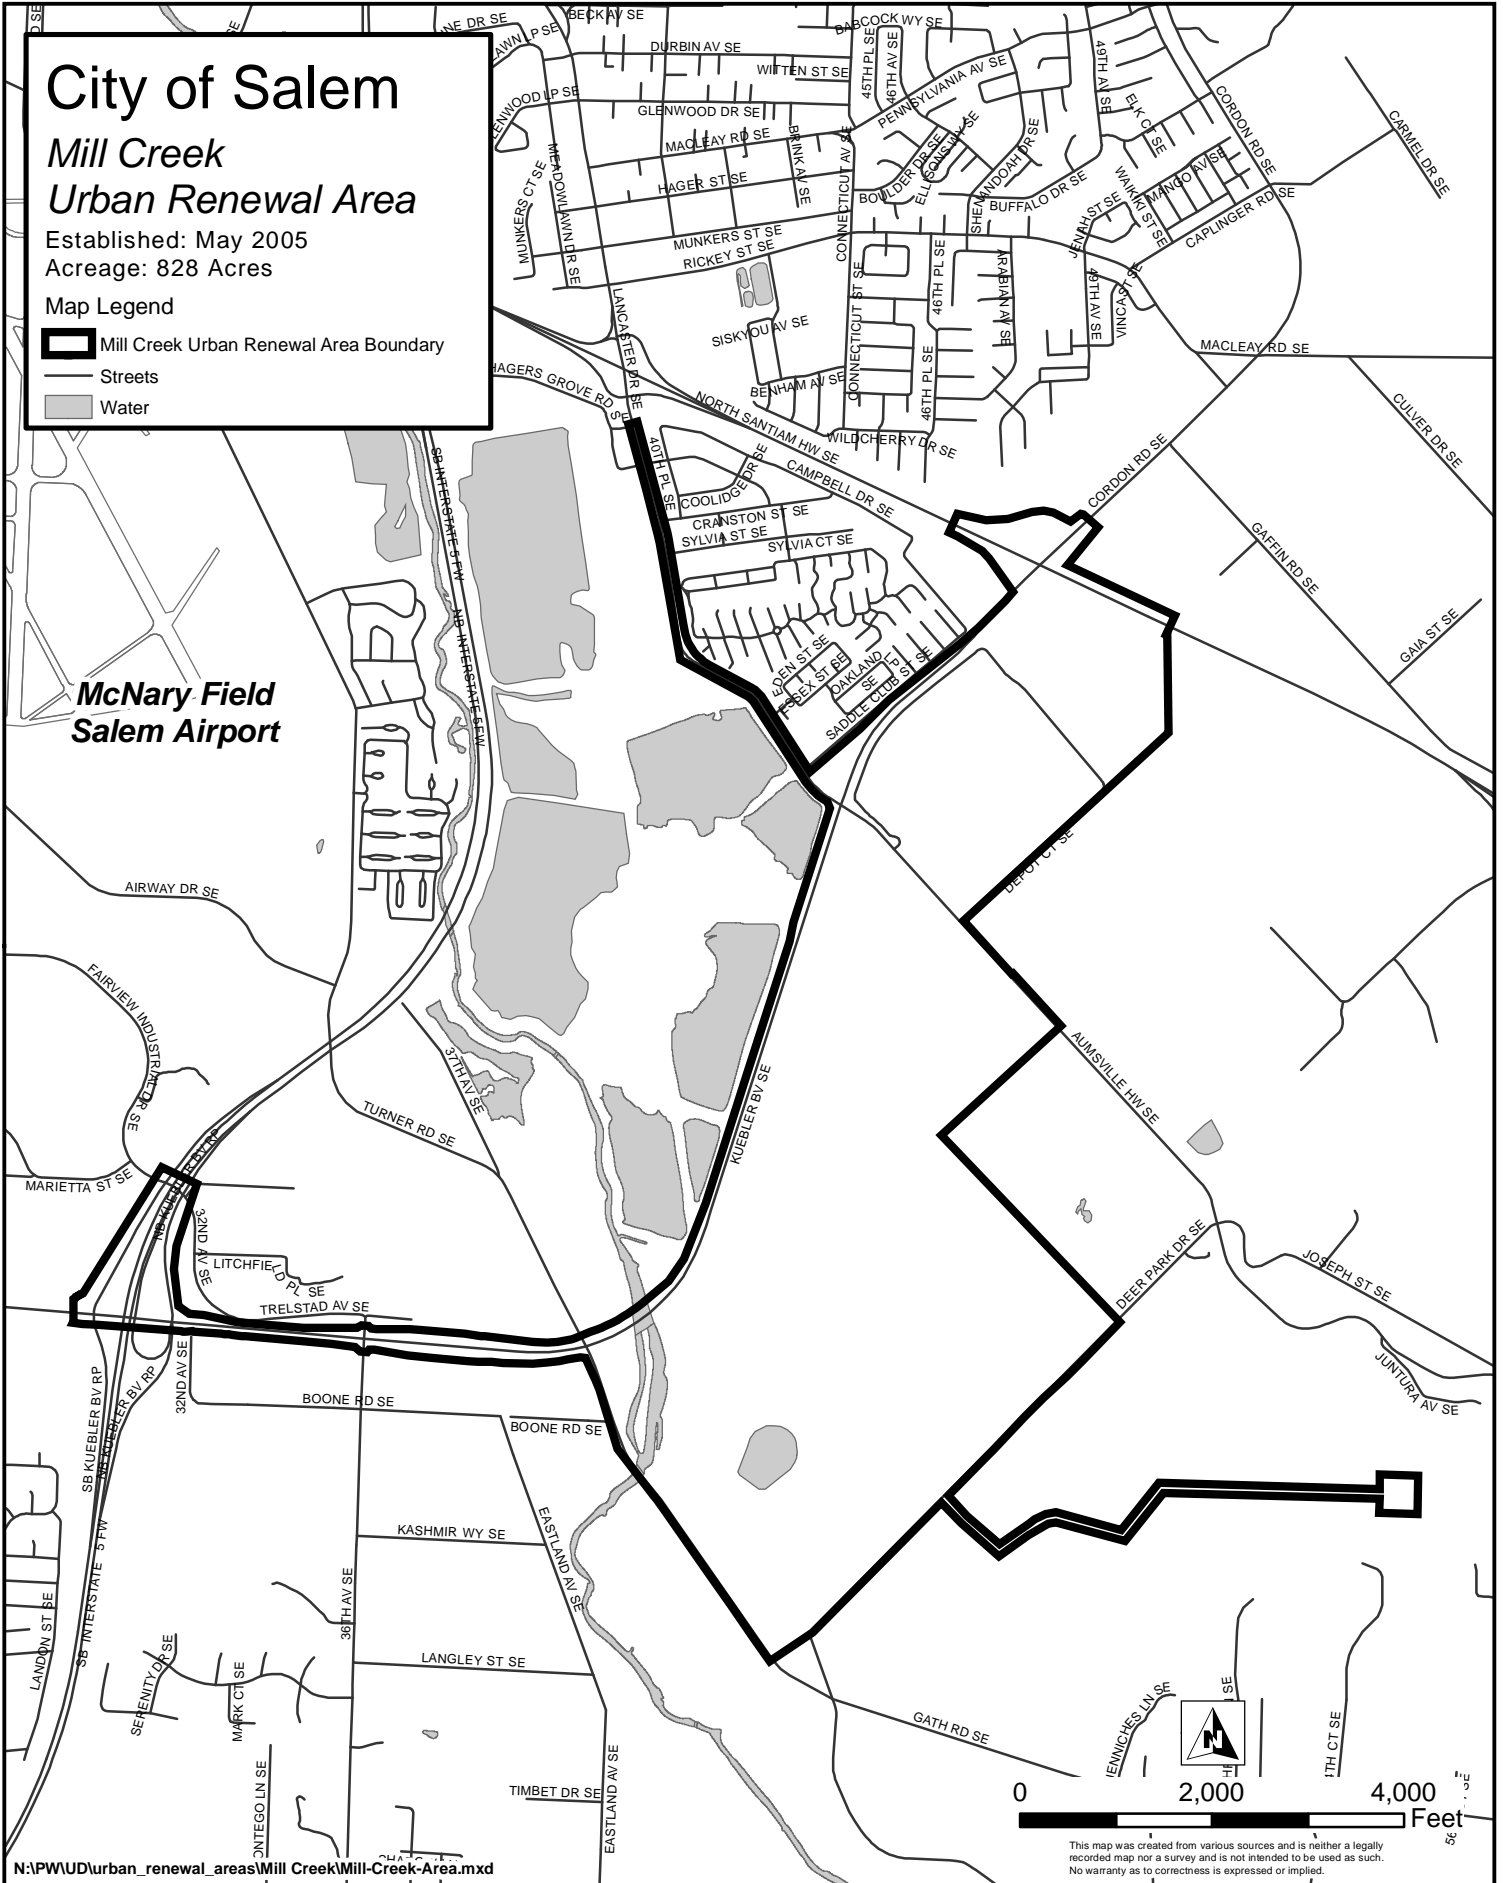 City of Salem
Mill Creek
Urban Renewal Area
Established: May 2005
Acreage: 828 Acres
Map Legend
Mill Creek Urban Renewal Area Boundary
Streets
Water
BECK AV SE
DURBIN AV SE
WITTEN ST SE
BABCOCK WY SE
45TH PL SE
46TH AV SE
PENNSYLVANIA AV SE
49TH AV SE
ELK CT SE
CORDON RD SE
CARMEL DR SE
GLENWOOD DR SE
MACLEAY RD SE
BRINK AV SE
HAGER ST SE
MUNKERS CT SE
MEADOWLAWN DR SE
CONNECTICUT AV SE
BOULDER DR SE
ELLISONS WY SE
SHENANDOAH DR SE
BUFFALO DR SE
WAIKIKI ST SE
MANGO AV SE
JENAH ST SE
CAPLINGER RD SE
MUNKERS ST SE
RICKEY ST SE
LANCASTER DR SE
SISKYOU AV SE
CONNECTICUT ST SE
46TH PL SE
ARABIAN AV SE
49TH AV SE
VINCA ST SE
MACLEAY RD SE
HAGERS GROVE RD SE
BENHAM AV SE
46TH PL SE
NORTH SANTIAM HW SE
WILDCHERRY DR SE
CULVER DR SE
40TH PL SE
COOLIDGE DR SE
CAMPBELL DR SE
CRANSTON ST SE
SYLVIA ST SE
SYLVIA CT SE
CORDON RD SE
GAFFIN RD SE
GAIA ST SE
SB INTERSTATE 5 FW
NB INTERSTATE 5 FW
EDEN ST SE
ESSEX ST SE
OAKLAND
LP
SE
SADDLE CLUB ST SE
McNary Field
Salem Airport
DEPOT CT SE
AIRWAY DR SE
FAIRVIEW INDUSTRIAL DR SE
37TH AV SE
TURNER RD SE
KUEBLER BV SE
AUMSVILLE HW SE
MARIETTA ST SE
NB KUEBLER BV RP
32ND AV SE
LITCHFIELD PL SE
TRELSTAD AV SE
DEER PARK DR SE
JOSEPH ST SE
JUNTURA AV SE
SB KUEBLER BV RP
NB KUEBLER BV RP
32ND AV SE
BOONE RD SE
BOONE RD SE
KASHMIR WY SE
EASTLAND AV SE
SB INTERSTATE 5 FW
LANDON ST SE
36TH AV SE
LANGLEY ST SE
SERENITY DR SE
MARK CT SE
TIMBET DR SE
EASTLAND AV SE
GATH RD SE
N
0 2,000 4,000
Feet
This map was created from various sources and is neither a legally
recorded map nor a survey and is not intended to be used as such.
No warranty as to correctness is expressed or implied.
N:\PW\UD\urban_renewal_areas\Mill Creek\Mill-Creek-Area.mxd